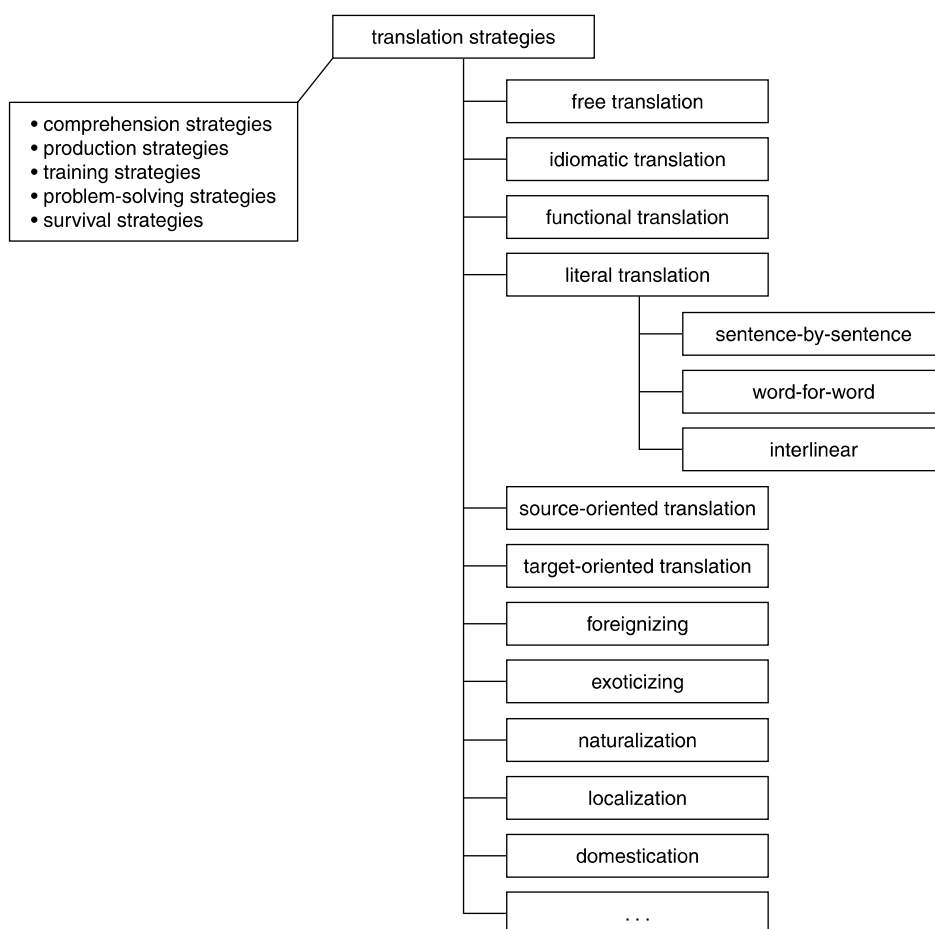 translation strategies
• comprehension strategies
• production strategies
• training strategies
• problem-solving strategies
• survival strategies
free translation
idiomatic translation
functional translation
literal translation
sentence-by-sentence
word-for-word
interlinear
source-oriented translation
target-oriented translation
foreignizing
exoticizing
naturalization
localization
domestication
. . .